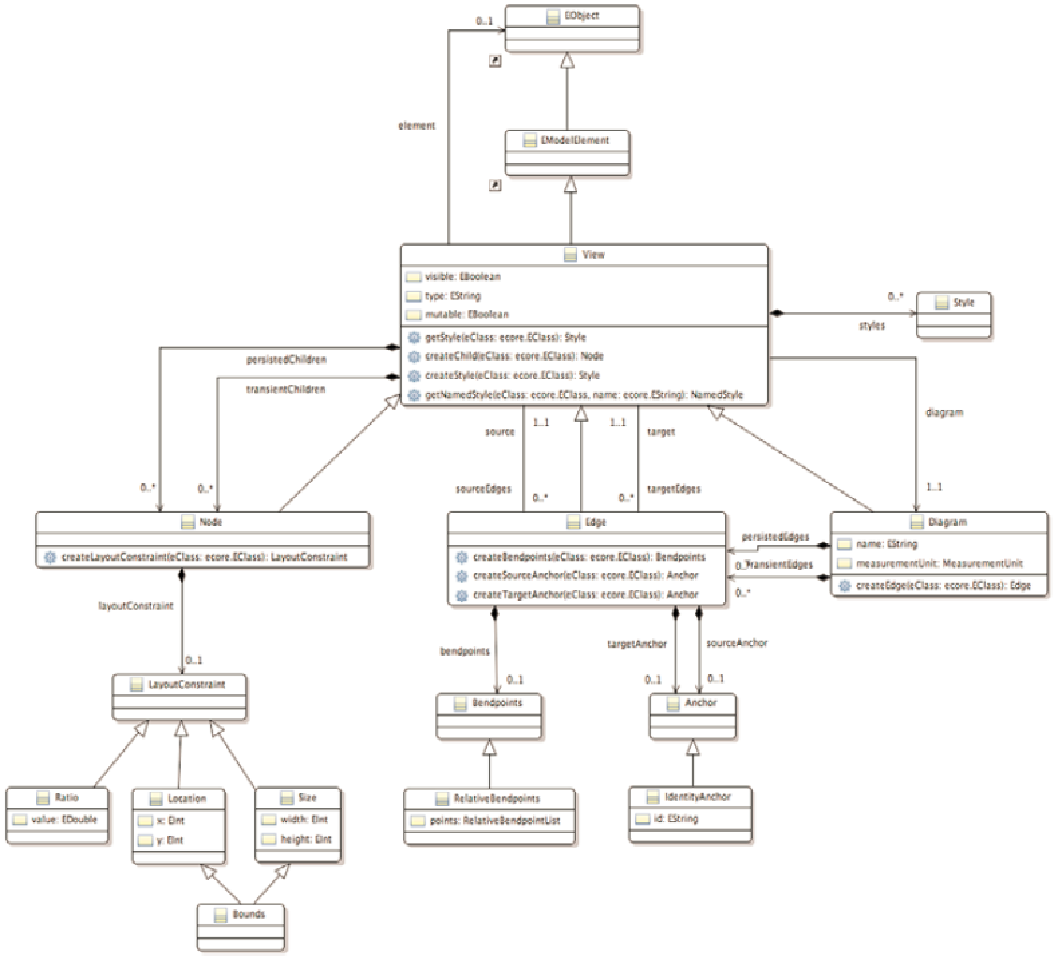 EObject
0..1
element
EModelElement
View
visible: EBoolean
type: EString
mutable: EBoolean
getStyle(eClass: ecore.EClass): Style
createChild(eClass: ecore.EClass): Node
createStyle(eClass: ecore.EClass): Style
getNamedStyle(eClass: ecore.EClass, name: ecore.EString): NamedStyle
0..*
Style
styles
persistedChildren
transientChildren
diagram
source
1..1
1..1
target
0..*
0..*
sourceEdges
0..*
0..*
targetEdges
1..1
Node
createLayoutConstraint(eClass: ecore.EClass): LayoutConstraint
Edge
createBendpoints(eClass: ecore.EClass): Bendpoints
createSourceAnchor(eClass: ecore.EClass): Anchor
createTargetAnchor(eClass: ecore.EClass): Anchor
persistedEdges
transientEdges
0..*
Diagram
name: EString
measurementUnit: MeasurementUnit
createEdge(eClass: ecore.EClass): Edge
layoutConstraint
0..1
bendpoints
0..1
targetAnchor
sourceAnchor
0..1
0..1
LayoutConstraint
Bendpoints
Anchor
Ratio
value: EDouble
Location
x: EInt
y: EInt
Size
width: EInt
height: EInt
RelativeBendpoints
points: RelativeBendpointList
IdentityAnchor
id: EString
Bounds